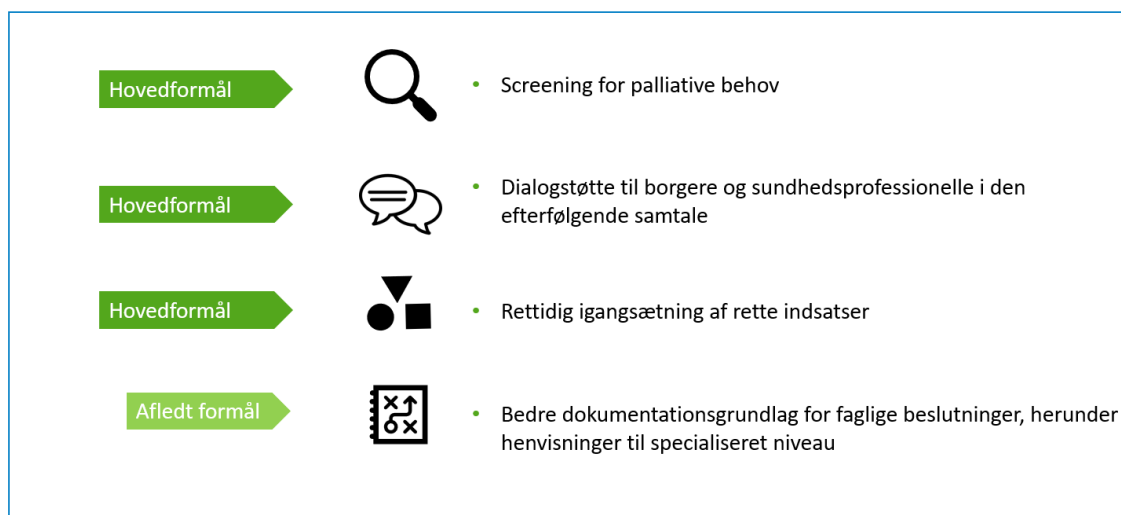 Hovedformål
• Screening for palliative behov
Hovedformål
• Dialogstøtte til borgere og sundhedsprofessionelle i den
efterfølgende samtale
Hovedformål
• Rettidig igangsætning af rette indsatser
Afledt formål
• Bedre dokumentationsgrundlag for faglige beslutninger, herunder
henvisninger til specialiseret niveau